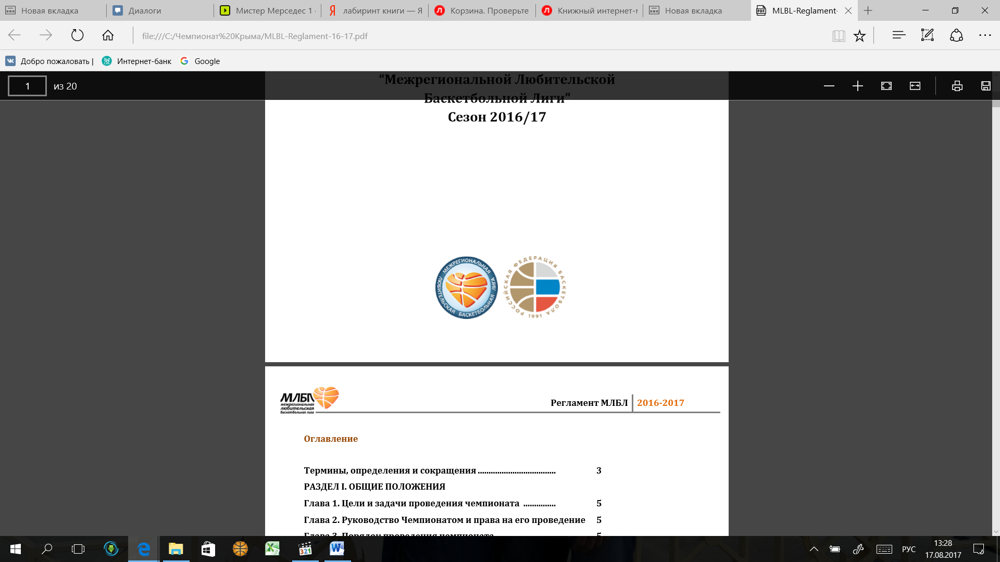 Новая вкладка
Диалоги
Мистер Мерседес 1
лабиринт книги — Я
Корзина. Проверьте
Книжный интернет-м
Новая вкладка
MLBL-Reglament-
file:///C:/Чемпионат%20Крыма/MLBL-Reglament-16-17.pdf
Добро пожаловать |
Интернет-банк
Google
1 из 20
“Межрегиональной Любительской
Баскетбольной Лиги”
Сезон 2016/17
МЕЖРЕГИОНАЛЬНАЯ ЛЮБИТЕЛЬСКАЯ БАСКЕТБОЛЬНАЯ ЛИГА
РОССИЙСКАЯ ФЕДЕРАЦИЯ БАСКЕТБОЛА 1991
МЛБЛ
межрегиональная
любительская
баскетбольная лига
Регламент МЛБЛ 2016-2017
Оглавление
Термины, определения и сокращения .................................... 3
РАЗДЕЛ I. ОБЩИЕ ПОЛОЖЕНИЯ
Глава 1. Цели и задачи проведения чемпионата ............... 5
Глава 2. Руководство Чемпионатом и права на его проведение 5
Глава 3. Порядок проведения чемпионата 5
321
РУС
13:28
17.08.2017